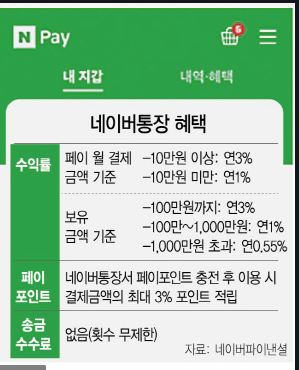 N Pay
6
내 지갑 내역·혜택
네이버통장 혜택
수익률
페이 월 결제 금액 기준
–10만원 이상: 연3%
–10만원 미만: 연1%
보유 금액 기준
–100만원까지: 연3%
–100만~1,000만원: 연1%
–1,000만원 초과: 연0.55%
페이 포인트
네이버통장서 페이포인트 충전 후 이용 시
결제금액의 최대 3% 포인트 적립
송금 수수료
없음(횟수 무제한)
자료: 네이버파이낸셜